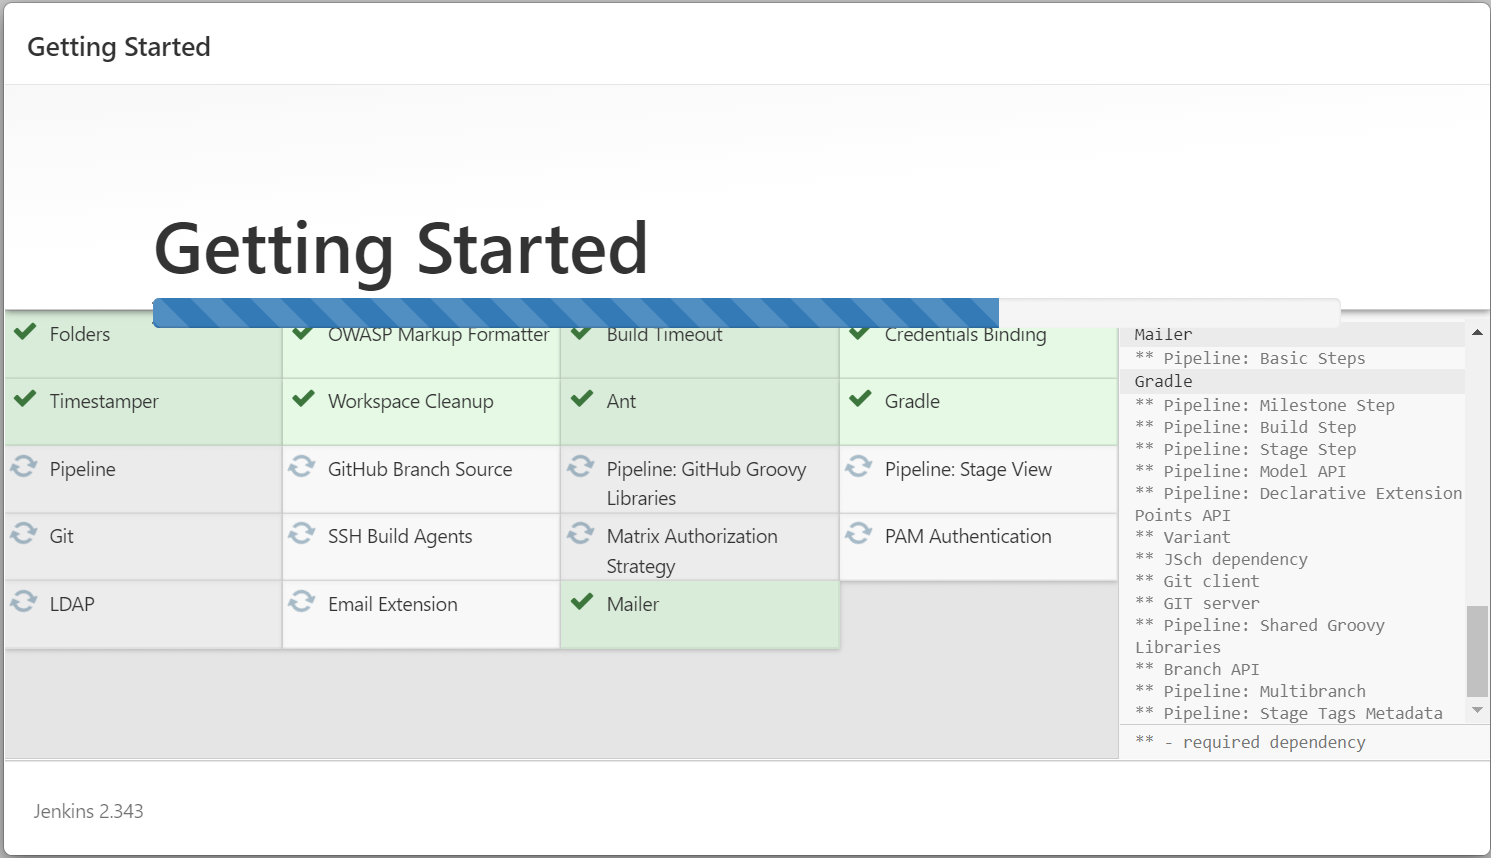 Getting Started
Getting Started
Folders
OWASP Markup Formatter
Build Timeout
Credentials Binding
Timestamper
Workspace Cleanup
Ant
Gradle
Pipeline
GitHub Branch Source
Pipeline: GitHub Groovy
Libraries
Pipeline: Stage View
Git
SSH Build Agents
Matrix Authorization
Strategy
PAM Authentication
LDAP
Email Extension
Mailer
Mailer
** Pipeline: Basic Steps
Gradle
** Pipeline: Milestone Step
** Pipeline: Build Step
** Pipeline: Stage Step
** Pipeline: Model API
** Pipeline: Declarative Extension
Points API
** Variant
** JSch dependency
** Git client
** GIT server
** Pipeline: Shared Groovy
Libraries
** Branch API
** Pipeline: Multibranch
** Pipeline: Stage Tags Metadata
** - required dependency
Jenkins 2.343